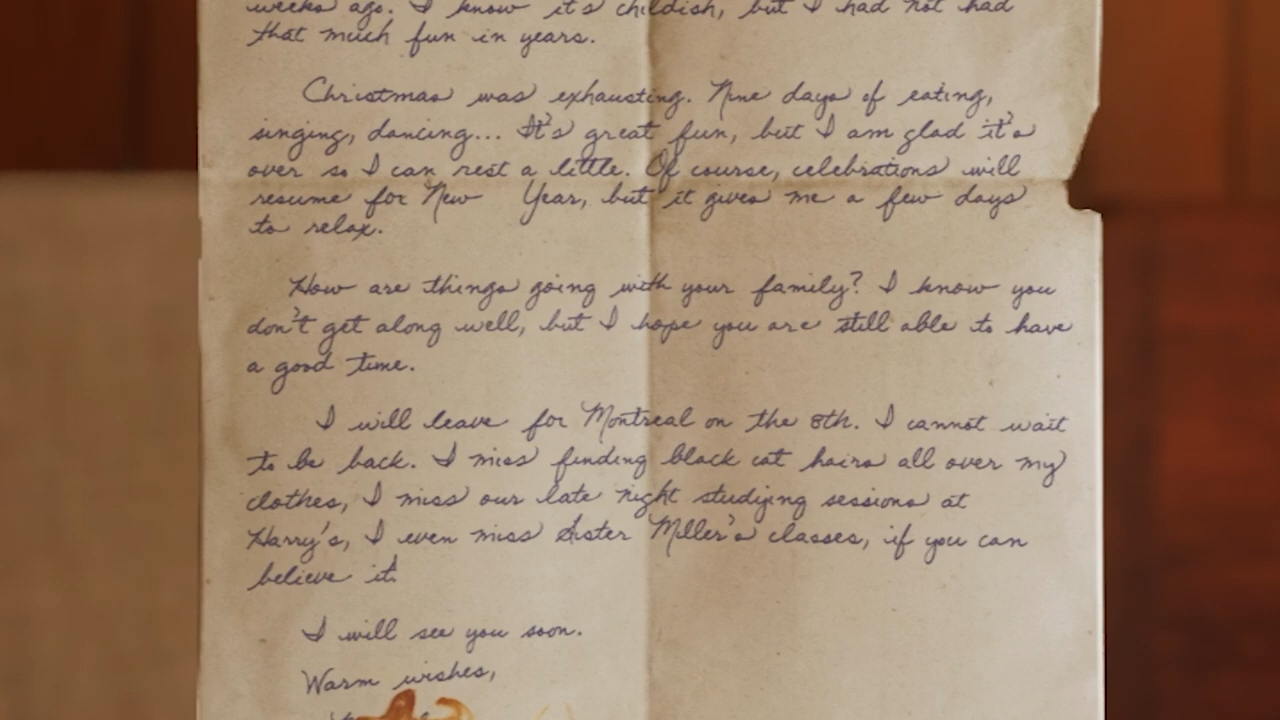 weeks ago. I know it's childish, but I had not had
that much fun in years.
Christmas was exhausting. Nine days of eating,
singing, dancing... It's great fun, but I am glad it's
over so I can rest a little. Of course, celebrations will
resume for New Year, but it gives me a few days
to relax.
How are things going with your family? I know you
don't get along well, but I hope you are still able to have
a good time.
I will leave for Montreal on the 8th. I cannot wait
to be back. I miss finding black cat hairs all over my
clothes, I miss our late night studying sessions at
Harry's, I even miss Sister Miller's classes, if you can
believe it.
I will see you soon.
Warm wishes,